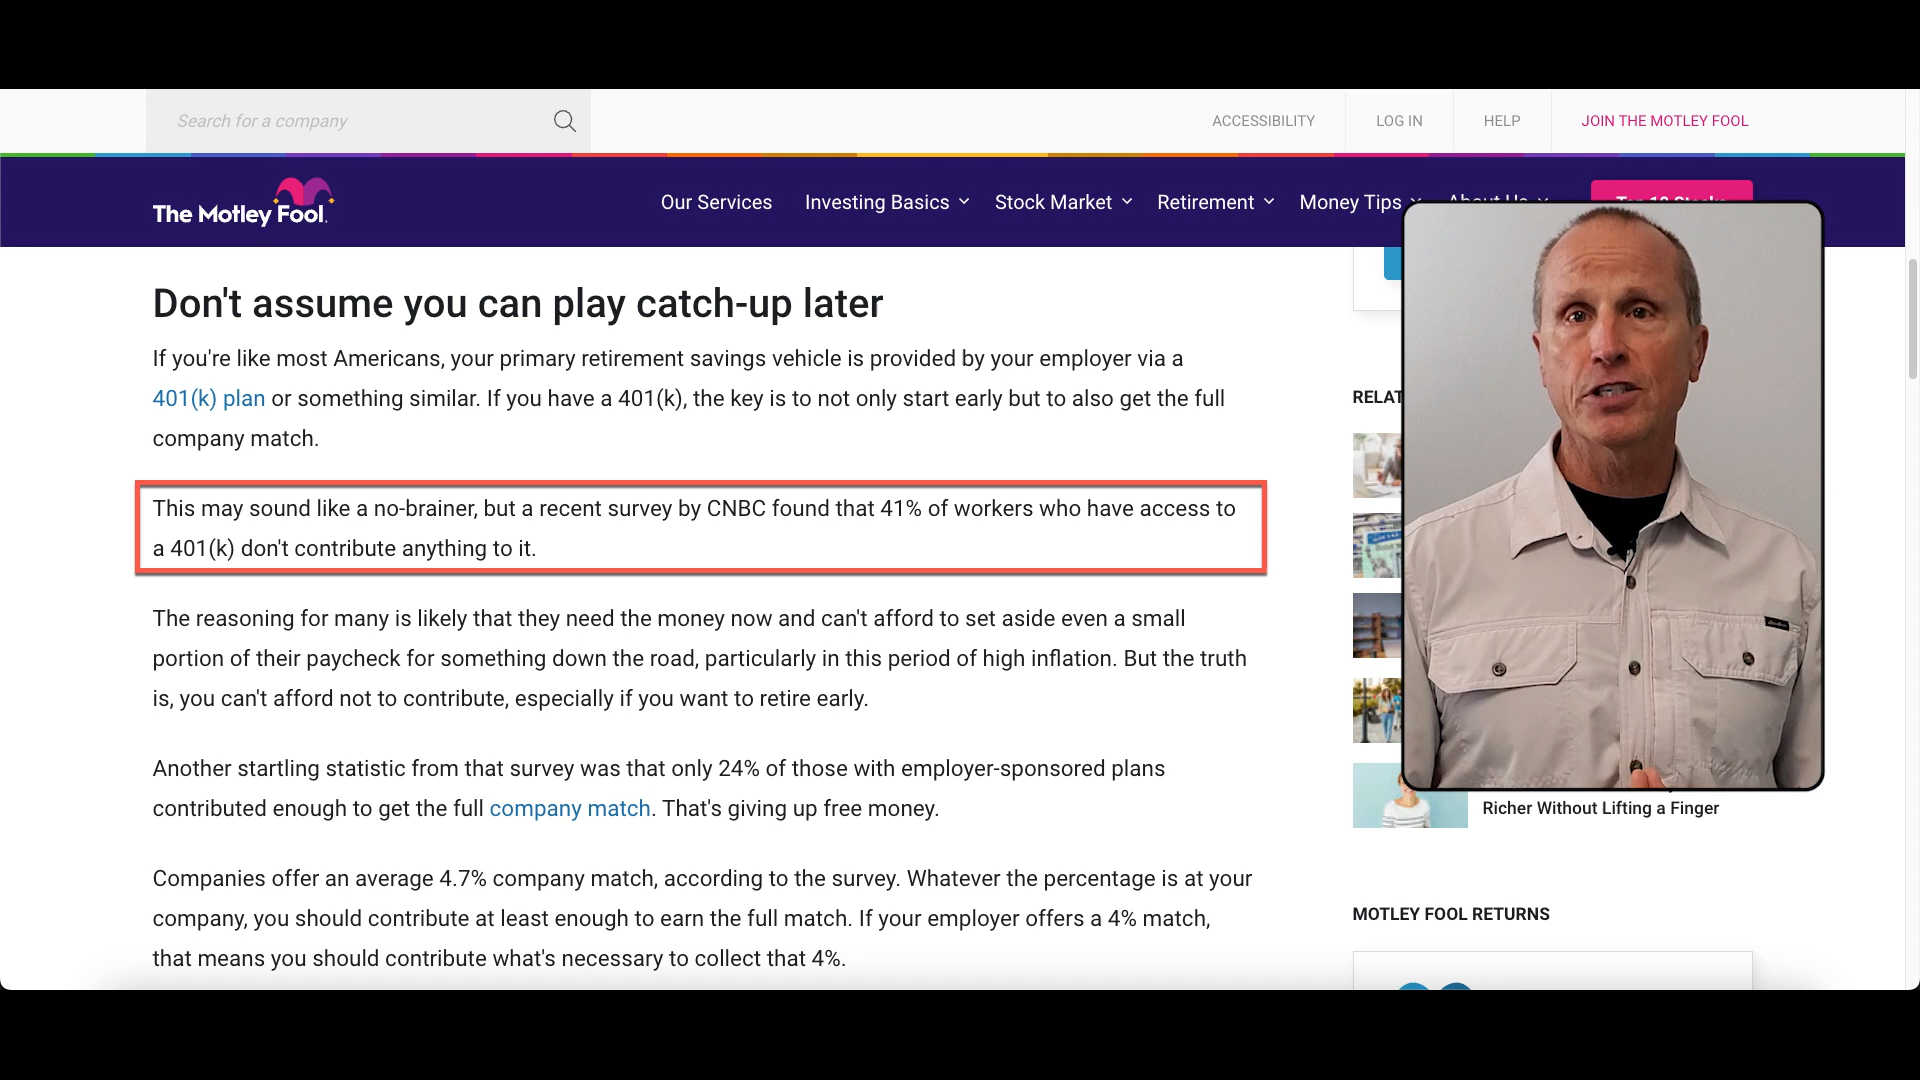 Search for a company
ACCESSIBILITY
LOG IN
HELP
JOIN THE MOTLEY FOOL
The Motley Fool.
Our Services
Investing Basics
Stock Market
Retirement
Money Tips
About Us
Top 10 Stocks
Don't assume you can play catch-up later
If you're like most Americans, your primary retirement savings vehicle is provided by your employer via a
401(k) plan or something similar. If you have a 401(k), the key is to not only start early but to also get the full
company match.
This may sound like a no-brainer, but a recent survey by CNBC found that 41% of workers who have access to
a 401(k) don't contribute anything to it.
The reasoning for many is likely that they need the money now and can't afford to set aside even a small
portion of their paycheck for something down the road, particularly in this period of high inflation. But the truth
is, you can't afford not to contribute, especially if you want to retire early.
Another startling statistic from that survey was that only 24% of those with employer-sponsored plans
contributed enough to get the full company match. That's giving up free money.
Companies offer an average 4.7% company match, according to the survey. Whatever the percentage is at your
company, you should contribute at least enough to earn the full match. If your employer offers a 4% match,
that means you should contribute what's necessary to collect that 4%.
RELAT
Richer Without Lifting a Finger
MOTLEY FOOL RETURNS